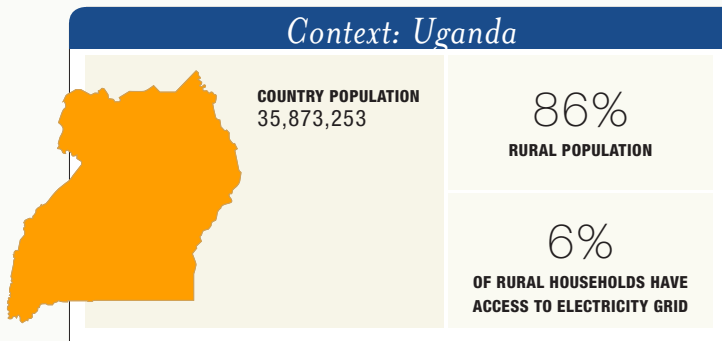 Context: Uganda
COUNTRY POPULATION
35,873,253
86%
RURAL POPULATION
6%
OF RURAL HOUSEHOLDS HAVE
ACCESS TO ELECTRICITY GRID